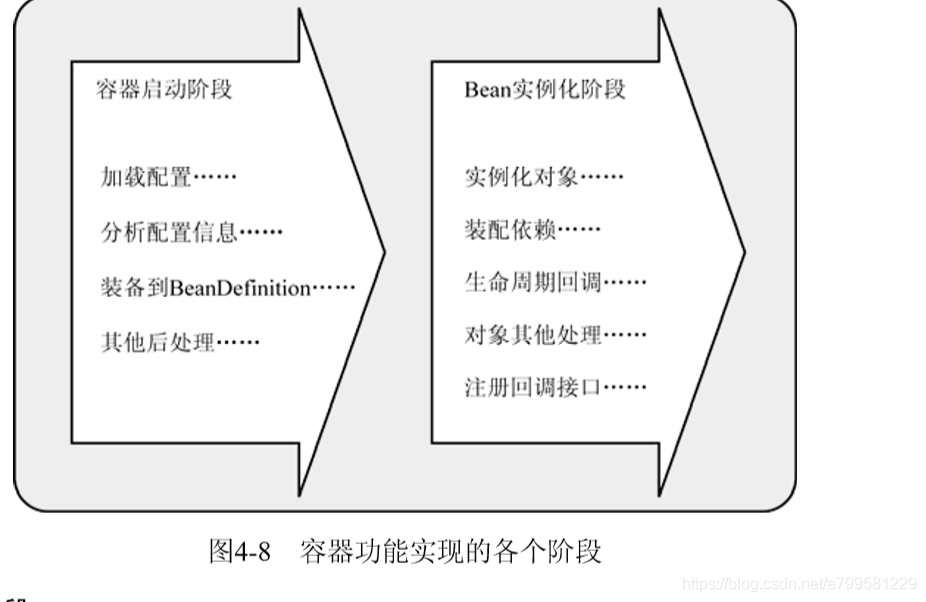 容器启动阶段
加载配置……
分析配置信息……
装备到BeanDefinition……
其他后处理……
Bean实例化阶段
实例化对象……
装配依赖……
生命周期回调……
对象其他处理……
注册回调接口……
图4-8 容器功能实现的各个阶段
https://blog.csdn.net/a799581229